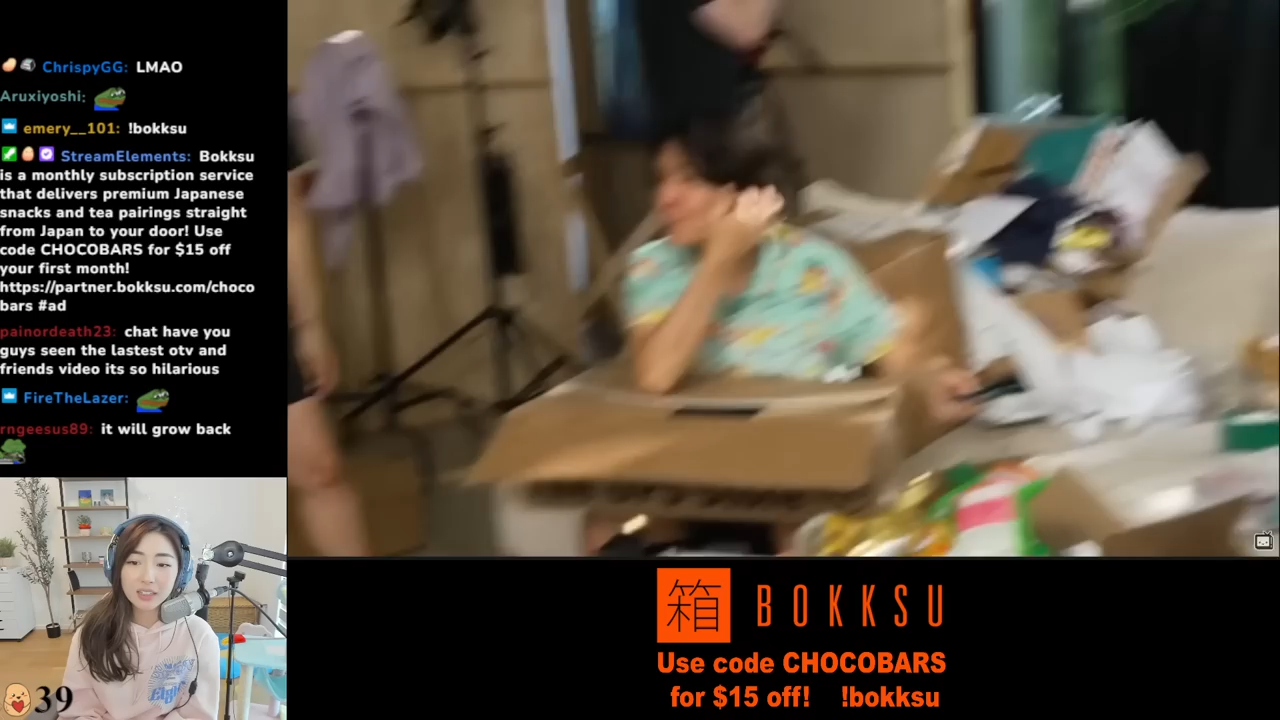 ChrispyGG: LMAO
Aruxiyoshi:
emery__101: !bokksu
StreamElements: Bokksu
is a monthly subscription service
that delivers premium Japanese
snacks and tea pairings straight
from Japan to your door! Use
code CHOCOBARS for $15 off
your first month!
https://partner.bokksu.com/choco
bars #ad
painordeath23: chat have you
guys seen the lastest otv and
friends video its so hilarious
FireTheLazer:
rngeesus89: it will grow back
39
箱 BOKKSU
Use code CHOCOBARS
for $15 off! !bokksu